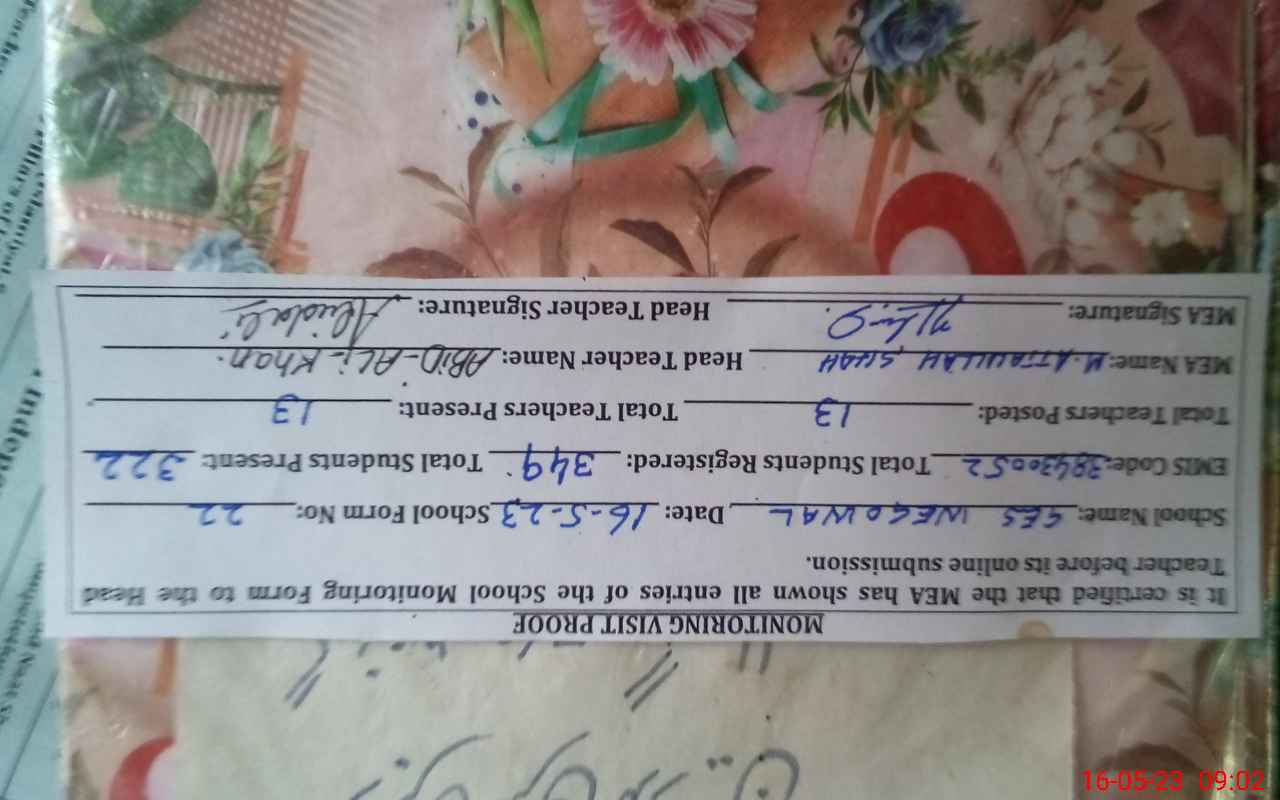 MONITORING VISIT PROOF
It is certified that the MEA has shown all entries of the School Monitoring Form to the Head
Teacher before its online submission.
School Name: GES WEGOWAL Date: 16-5-23 School Form No: 22
EMIS Code: 38430052 Total Students Registered: 349 Total Students Present: 322
Total Teachers Posted: 13 Total Teachers Present: 13
MEA Name: M. ATTAULLAH SHAH Head Teacher Name: ABID-ALi-Khan.
MEA Signature: Head Teacher Signature: Abidali
16-05-23 09:02